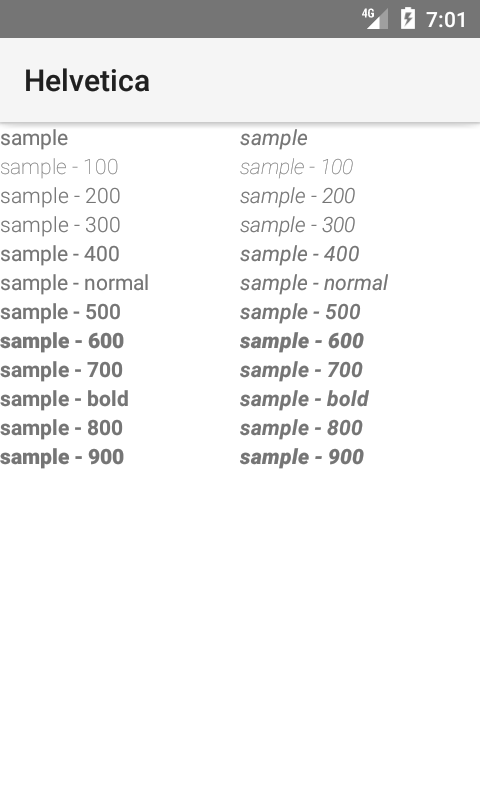 4G 7:01
Helvetica
sample sample
sample - 100 sample - 100
sample - 200 sample - 200
sample - 300 sample - 300
sample - 400 sample - 400
sample - normal sample - normal
sample - 500 sample - 500
sample - 600 sample - 600
sample - 700 sample - 700
sample - bold sample - bold
sample - 800 sample - 800
sample - 900 sample - 900